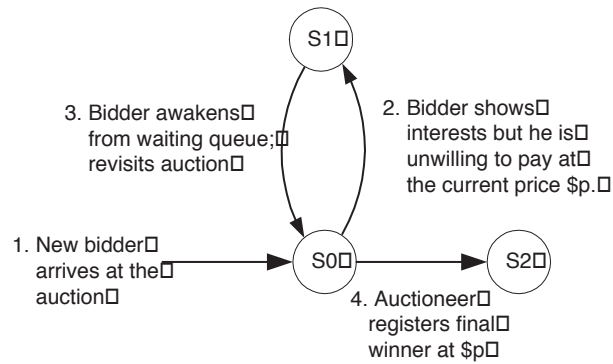 S1□
3. Bidder awakens□
from waiting queue;□
revisits auction□
2. Bidder shows□
interests but he is□
unwilling to pay at□
the current price $p.□
1. New bidder□
arrives at the□
auction□
S0□
S2□
4. Auctioneer□
registers final□
winner at $p□